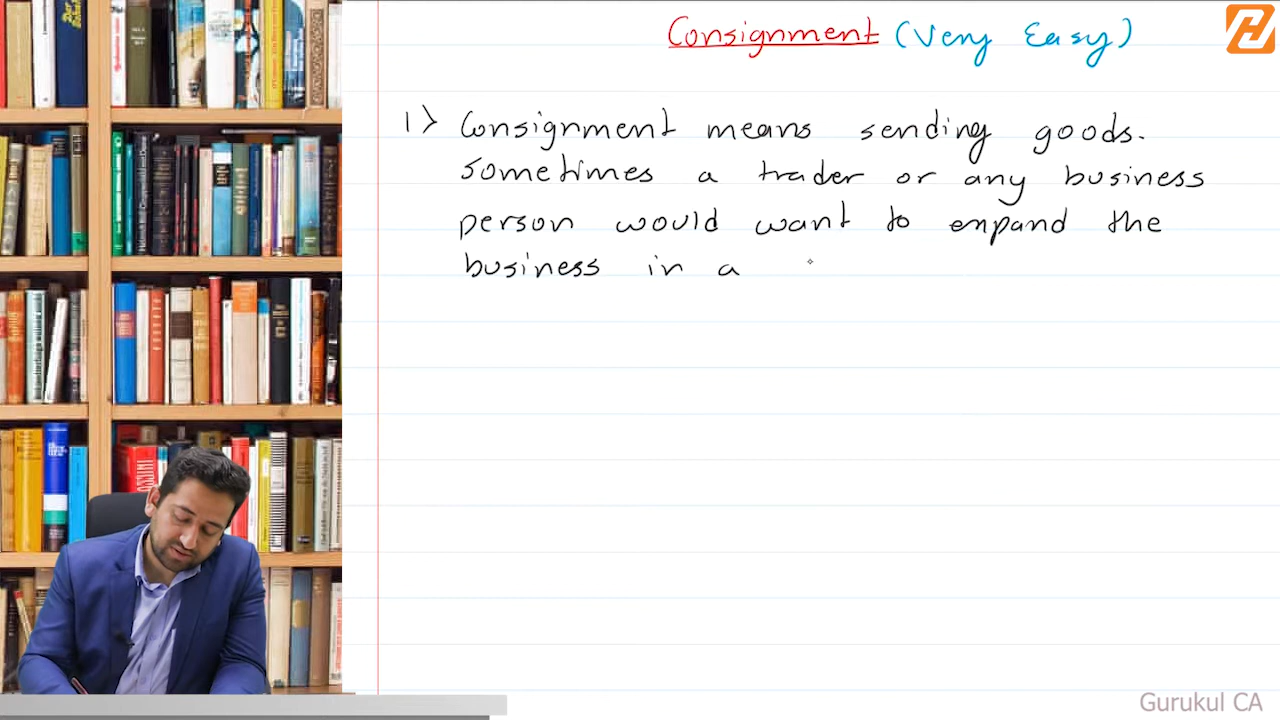 Consignment (Very Easy)
1) Consignment means sending goods.
Sometimes a trader or any business
person would want to expand the
business in a
Gurukul CA